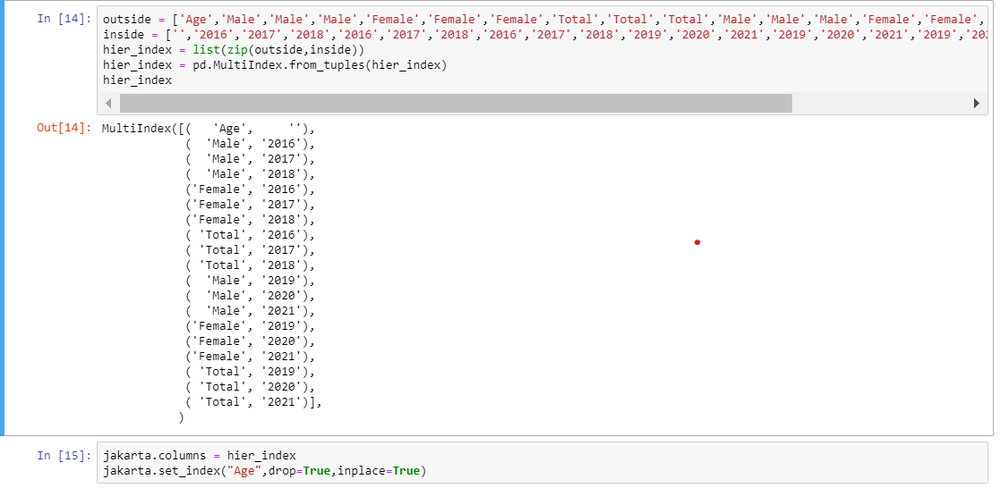 In [14]: outside = ['Age','Male','Male','Male','Female','Female','Female','Total','Total','Total','Male','Male','Male','Female','Female',
inside = ['','2016','2017','2018','2016','2017','2018','2016','2017','2018','2019','2020','2021','2019','2020','2021','2019','202
hier_index = list(zip(outside,inside))
hier_index = pd.MultiIndex.from_tuples(hier_index)
hier_index
Out[14]: MultiIndex([(   'Age',     ''),
(  'Male', '2016'),
(  'Male', '2017'),
(  'Male', '2018'),
('Female', '2016'),
('Female', '2017'),
('Female', '2018'),
( 'Total', '2016'),
( 'Total', '2017'),
( 'Total', '2018'),
(  'Male', '2019'),
(  'Male', '2020'),
(  'Male', '2021'),
('Female', '2019'),
('Female', '2020'),
('Female', '2021'),
( 'Total', '2019'),
( 'Total', '2020'),
( 'Total', '2021')],
)
In [15]: jakarta.columns = hier_index
jakarta.set_index("Age",drop=True,inplace=True)